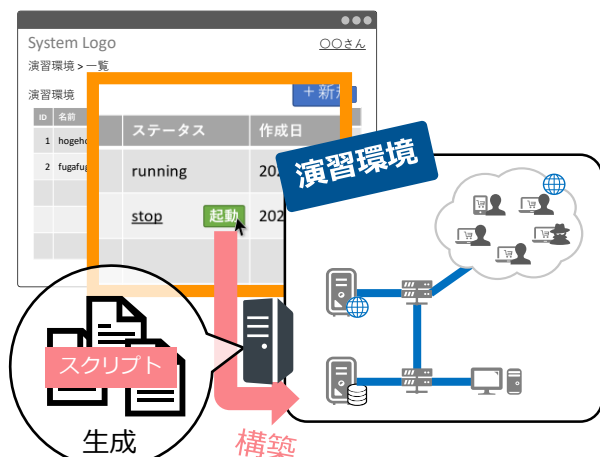 System Logo
〇〇さん
演習環境 > 一覧
演習環境
+ 新規
ID 名前
ステータス 作成日
1 hogeho
running 202
2 fugafug
stop 起動 202
演習環境
スクリプト
生成
構築